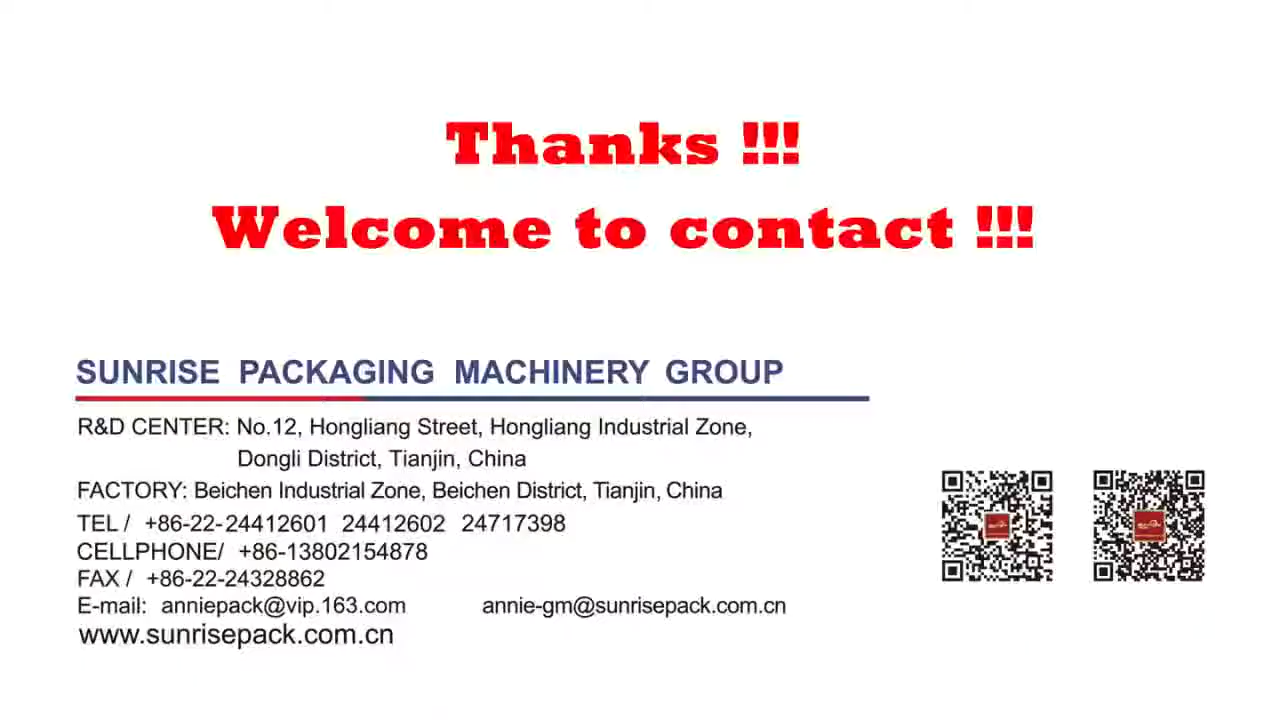 Thanks !!!
Welcome to contact !!!
SUNRISE PACKAGING MACHINERY GROUP
R&D CENTER: No.12, Hongliang Street, Hongliang Industrial Zone,
Dongli District, Tianjin, China
FACTORY: Beichen Industrial Zone, Beichen District, Tianjin, China
TEL / +86-22-24412601 24412602 24717398
CELLPHONE/ +86-13802154878
FAX / +86-22-24328862
E-mail: anniepack@vip.163.com annie-gm@sunrisepack.com.cn
www.sunrisepack.com.cn